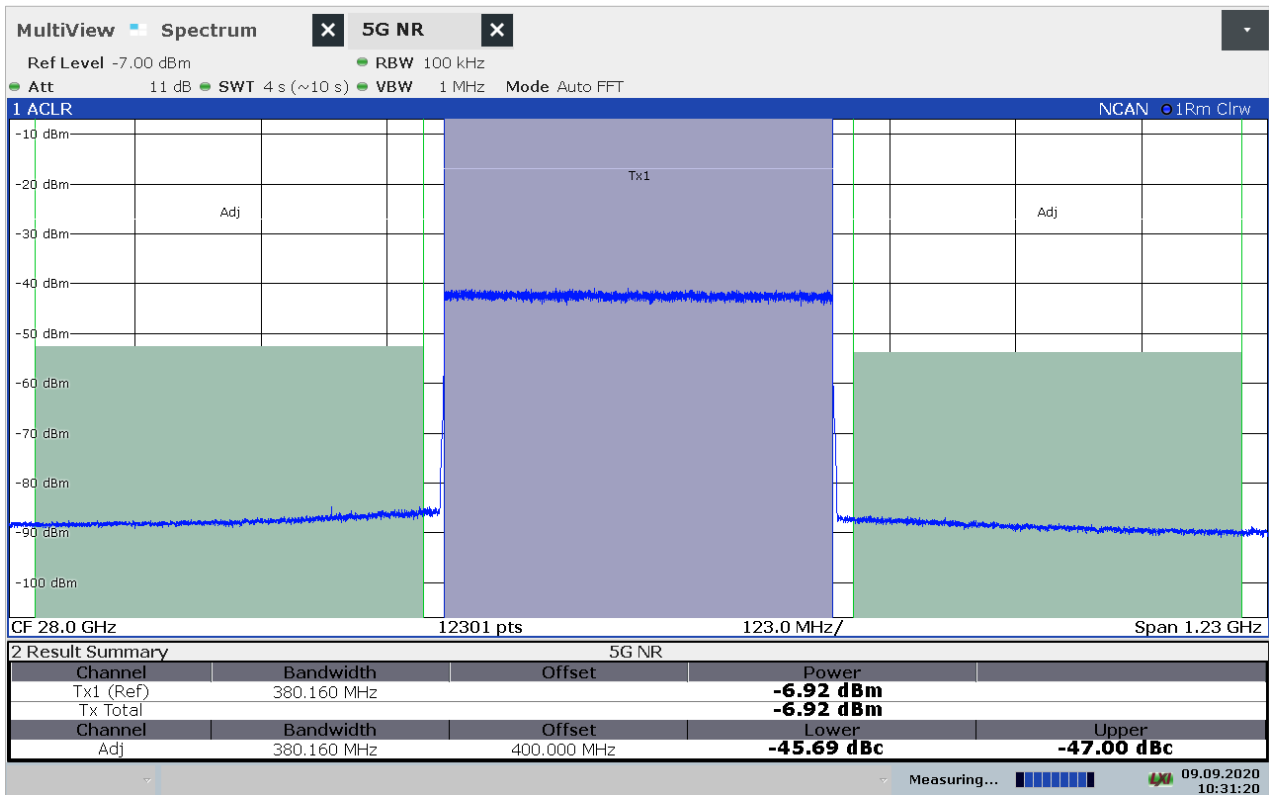 MultiView Spectrum X 5G NR X
Ref Level -7.00 dBm RBW 100 kHz
Att 11 dB SWT 4 s (~10 s) VBW 1 MHz Mode Auto FFT
1 ACLR NCAN 1Rm Clrw
-10 dBm
Tx1
-20 dBm
Adj Adj
-30 dBm
-40 dBm
-50 dBm
-60 dBm
-70 dBm
-80 dBm
-90 dBm
-100 dBm
CF 28.0 GHz 12301 pts 123.0 MHz/ Span 1.23 GHz
2 Result Summary 5G NR
Channel Bandwidth Offset Power
Tx1 (Ref) 380.160 MHz -6.92 dBm
Tx Total -6.92 dBm
Channel Bandwidth Offset Lower Upper
Adj 380.160 MHz 400.000 MHz -45.69 dBc -47.00 dBc
Measuring... LXI 09.09.2020
10:31:20